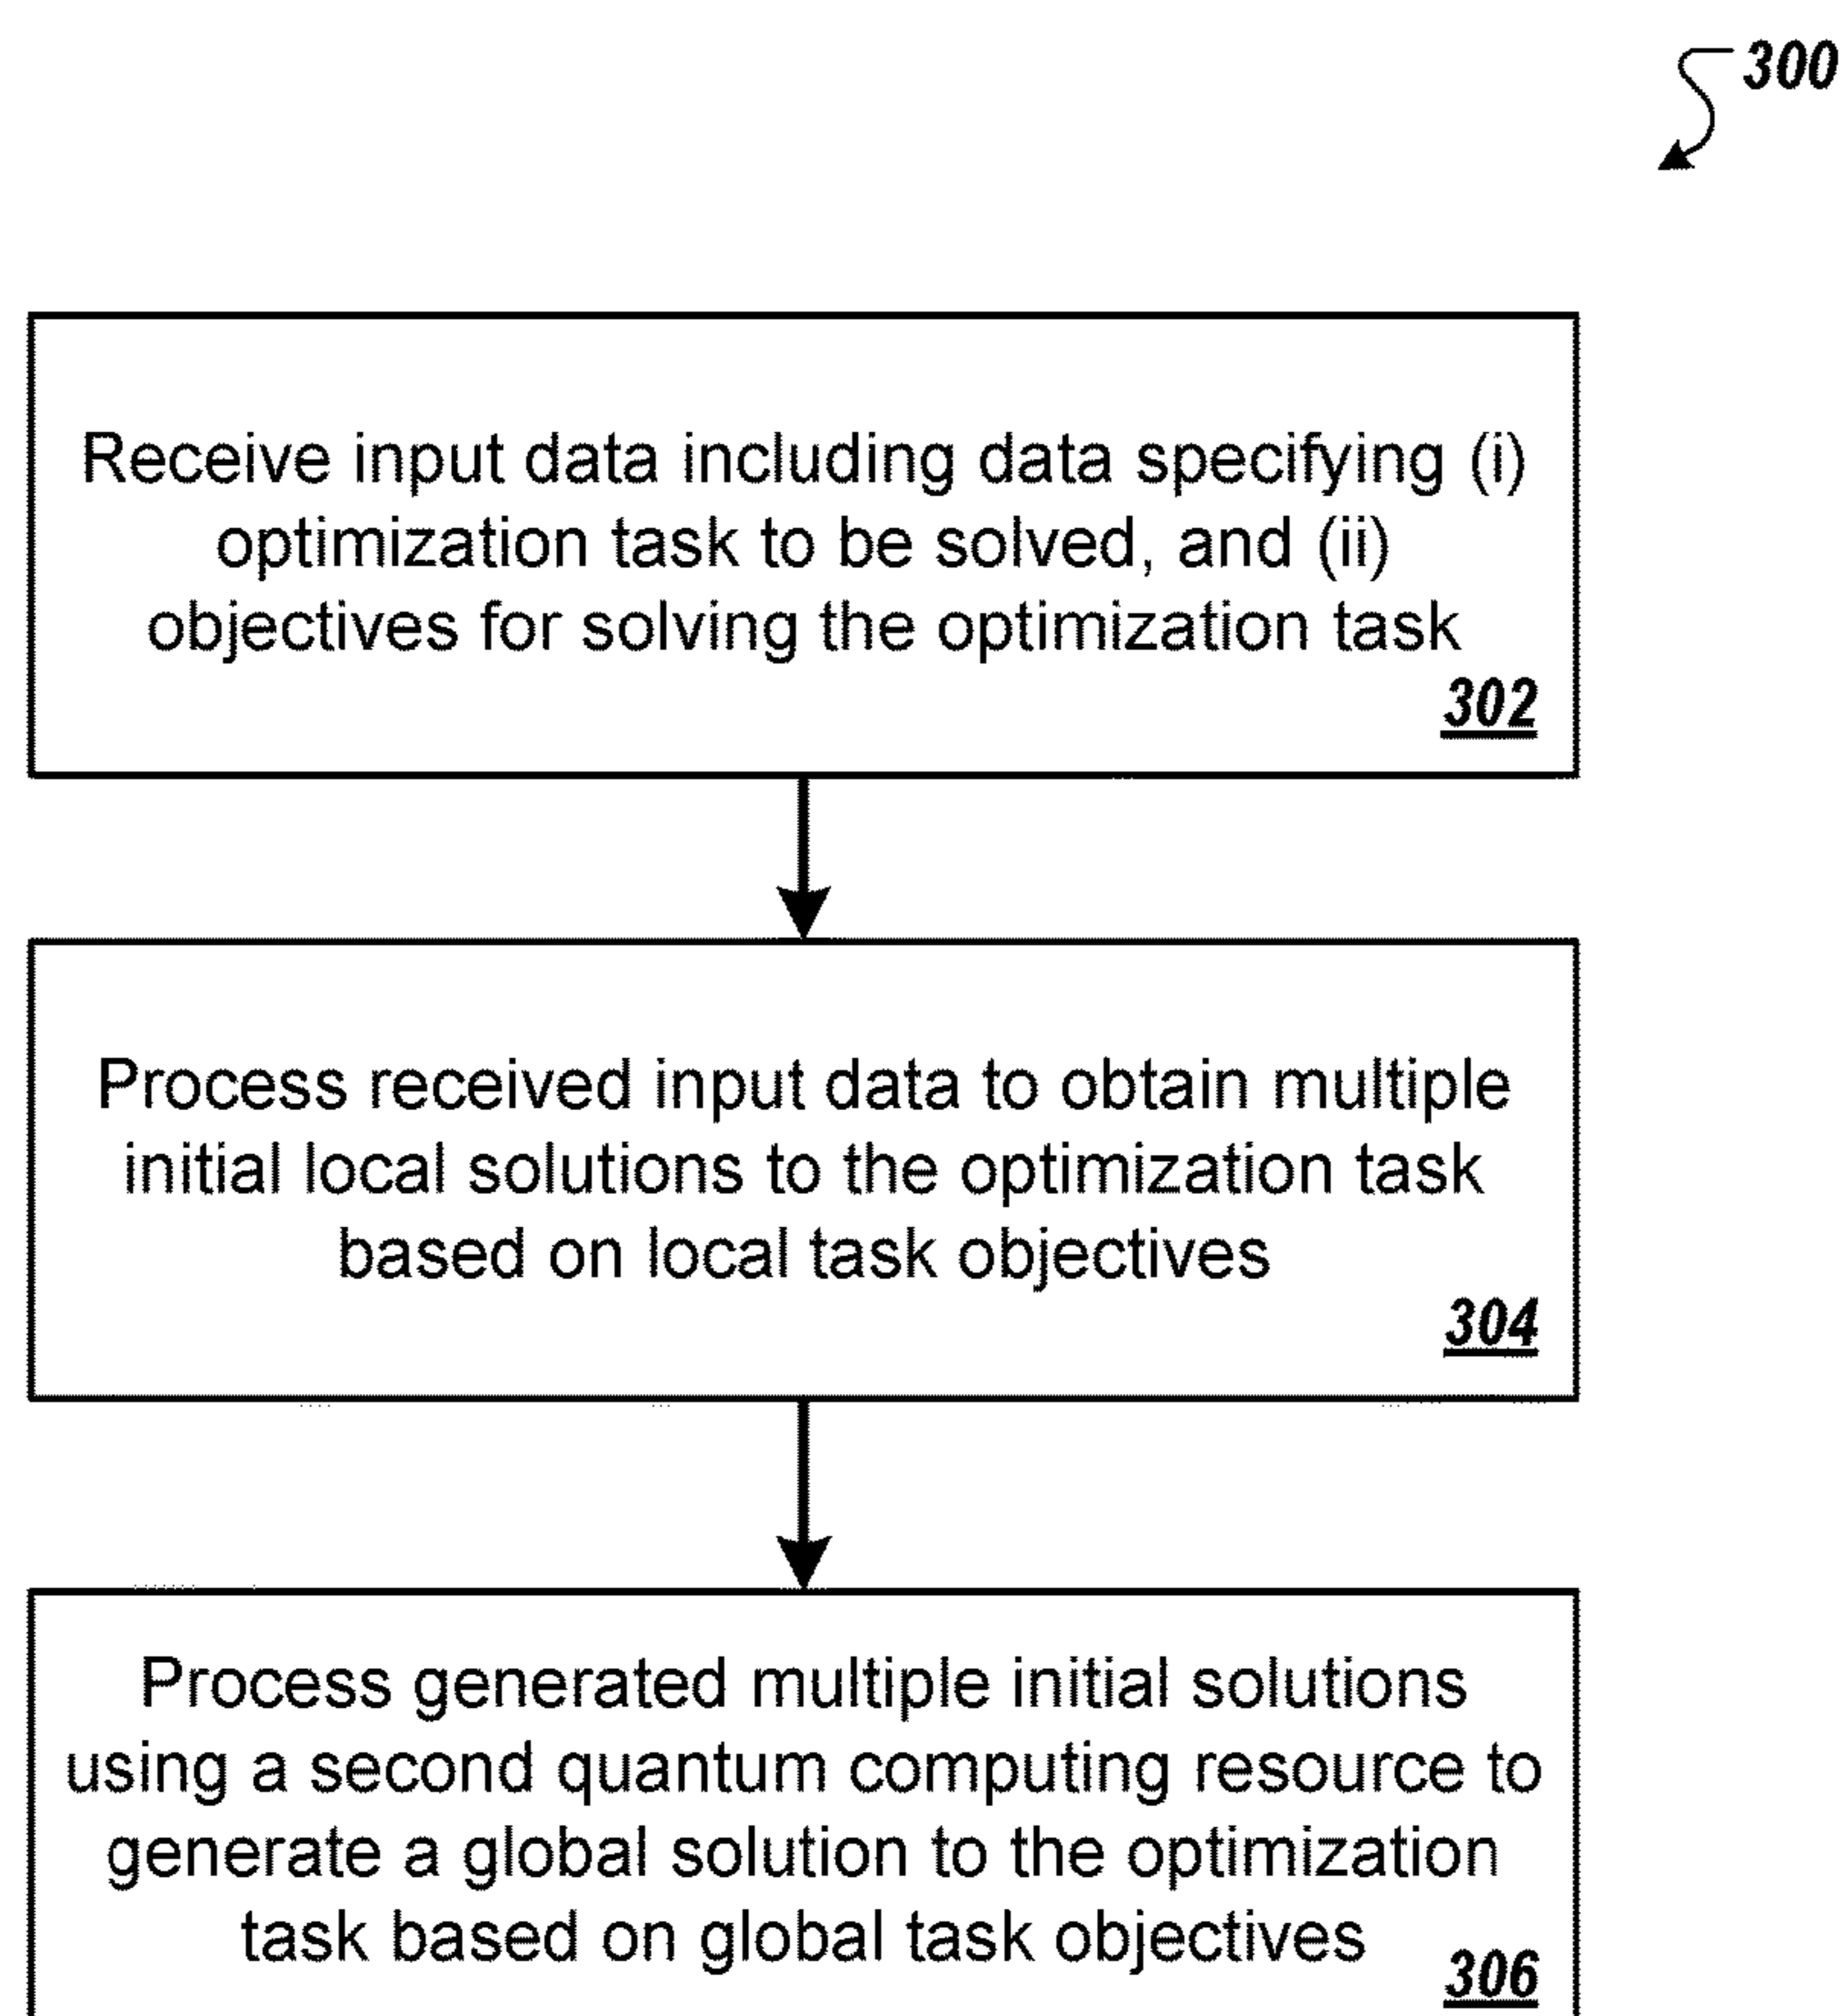 300
Receive input data including data specifying (i)
optimization task to be solved, and (ii)
objectives for solving the optimization task
302
Process received input data to obtain multiple
initial local solutions to the optimization task
based on local task objectives
304
Process generated multiple initial solutions
using a second quantum computing resource to
generate a global solution to the optimization
task based on global task objectives
306